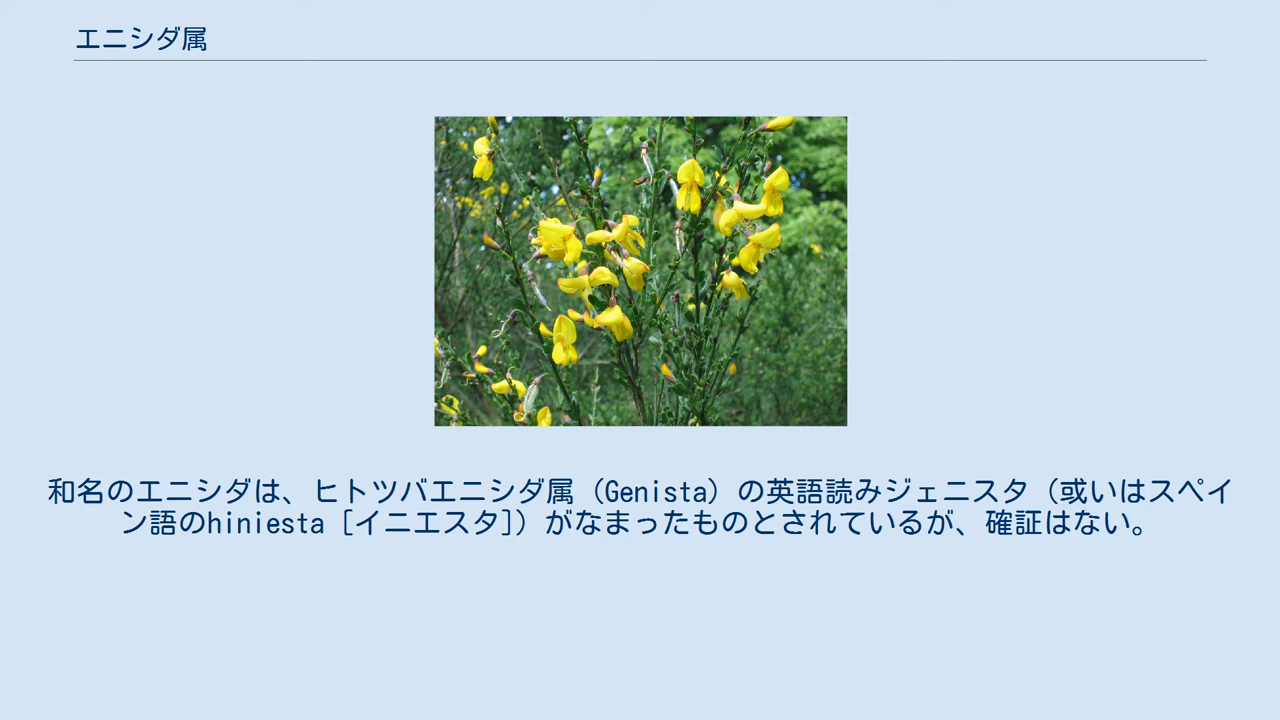 エニシダ属
和名のエニシダは、ヒトツバエニシダ属（Genista）の英語読みジェニスタ（或いはスペイ
ン語のhiniesta［イニエスタ]）がなまったものとされているが、確証はない。